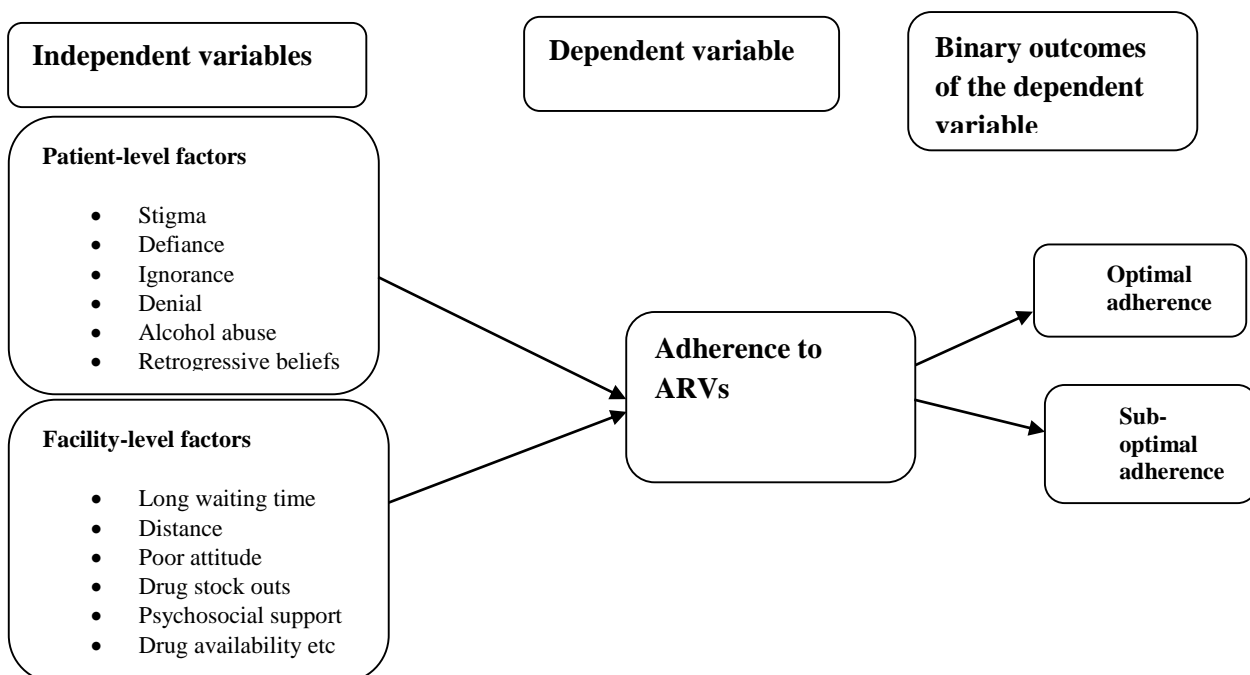 Independent variables
Dependent variable
Binary outcomes
of the dependent
variable
Patient-level factors
• Stigma
• Defiance
• Ignorance
• Denial
• Alcohol abuse
• Retrogressive beliefs
Facility-level factors
• Long waiting time
• Distance
• Poor attitude
• Drug stock outs
• Psychosocial support
• Drug availability etc
Adherence to
ARVs
Optimal
adherence
Sub-
optimal
adherence